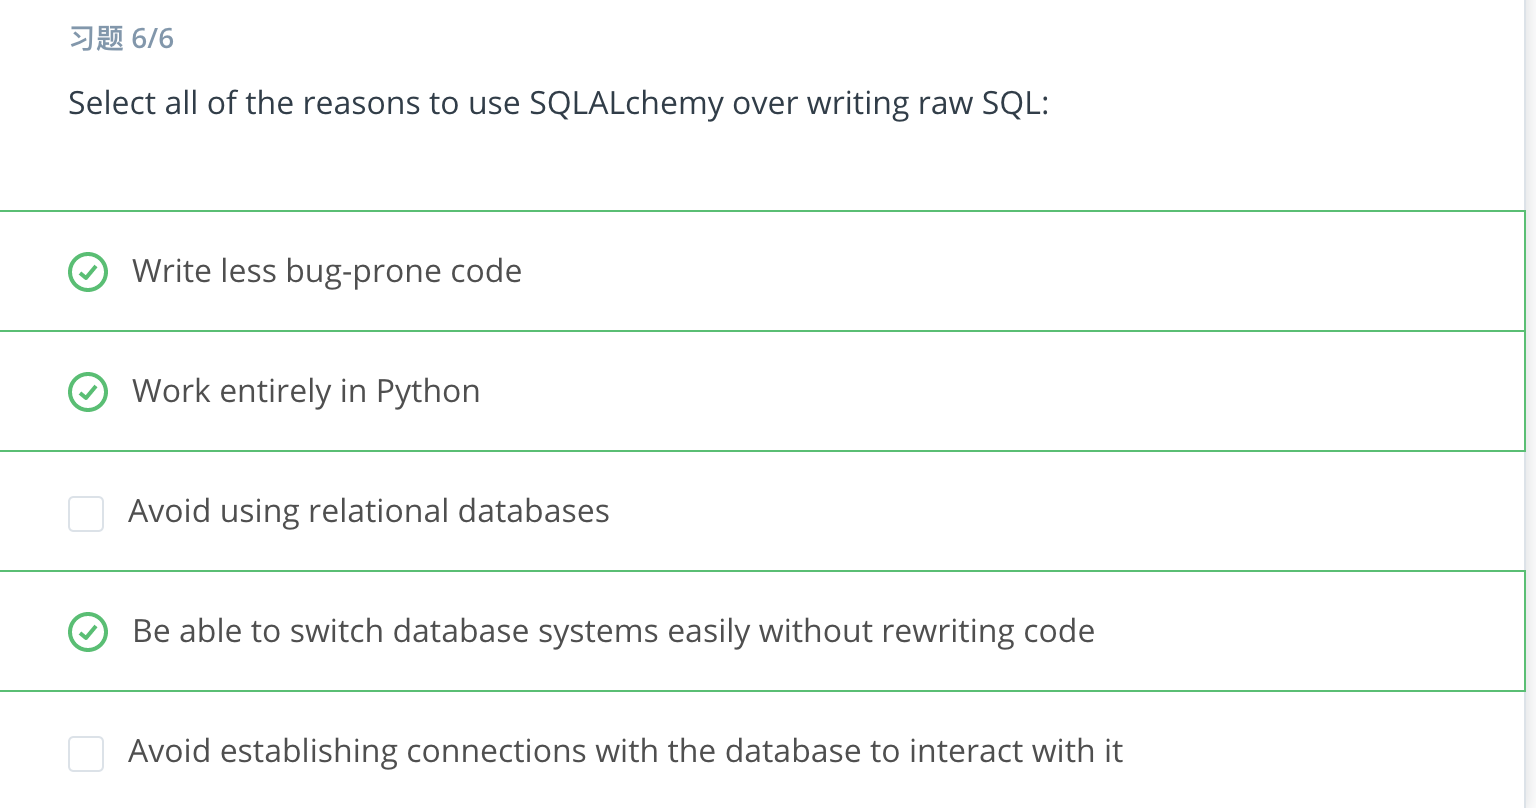 习题 6/6
Select all of the reasons to use SQLALchemy over writing raw SQL:
Write less bug-prone code
Work entirely in Python
Avoid using relational databases
Be able to switch database systems easily without rewriting code
Avoid establishing connections with the database to interact with it